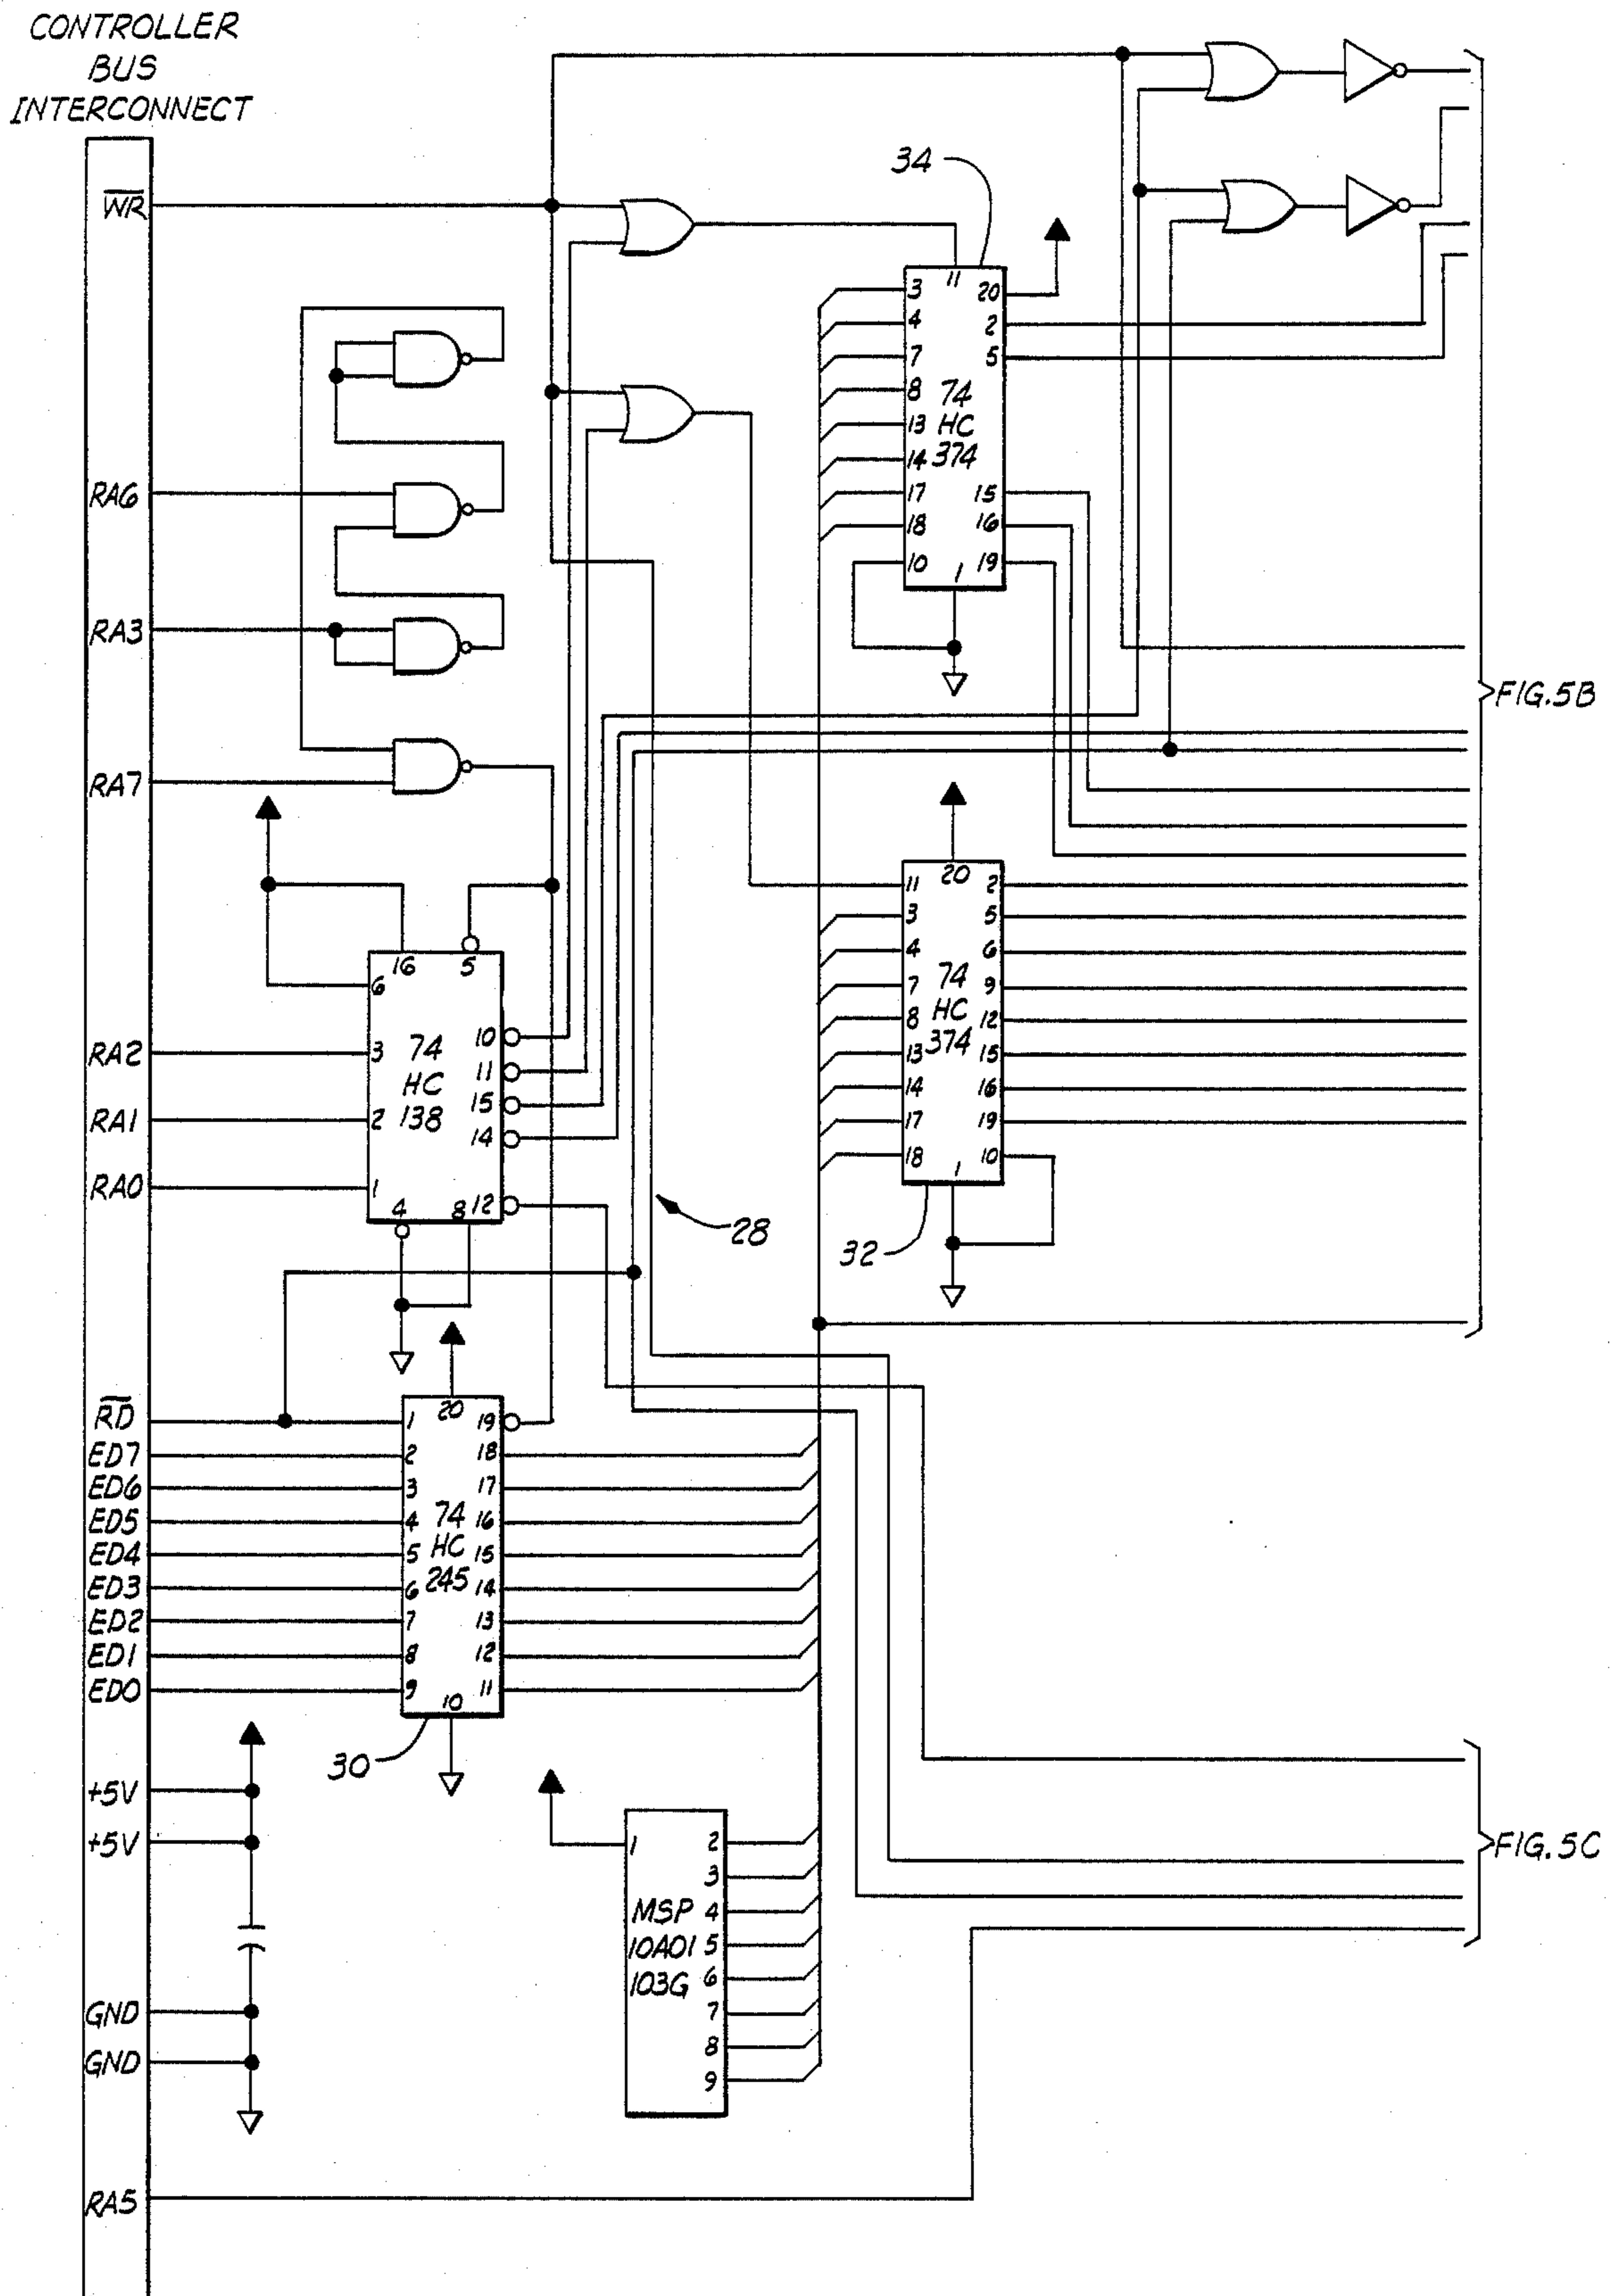 CONTROLLER
BUS
INTERCONNECT
W̅R̅
RA6
RA3
RA7
RA2
RA1
RA0
R̅D̅
ED7
ED6
ED5
ED4
ED3
ED2
ED1
ED0
+5V
+5V
GND
GND
RA5
34
11
3
4
7
8
13
14
17
18
10
1
20
2
5
15
16
19
74
HC
374
FIG. 5B
16
5
6
3
2
1
4
8
10
11
15
14
12
74
HC
138
28
20
11
3
4
7
8
13
14
17
18
1
2
5
6
9
12
15
16
19
10
74
HC
374
32
20
1
2
3
4
5
6
7
8
9
10
19
18
17
16
15
14
13
12
11
74
HC
245
30
1
2
3
4
5
6
7
8
9
MSP
10A01
103G
FIG. 5C